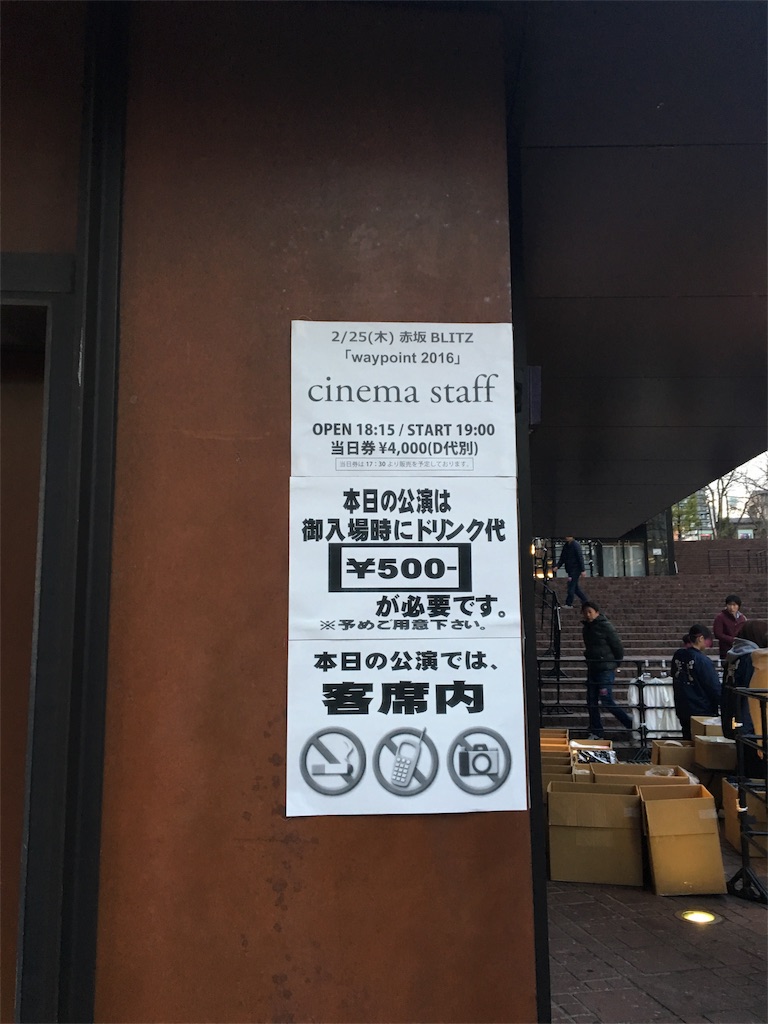 2/25(木) 赤坂 BLITZ
「waypoint 2016」
cinema staff
OPEN 18:15 / START 19:00
当日券 ¥4,000(D代別)
当日券は 17:30 より販売を予定しております。
本日の公演は
御入場時にドリンク代
¥500-
が必要です。
※予めご用意下さい。
本日の公演では、
客席内